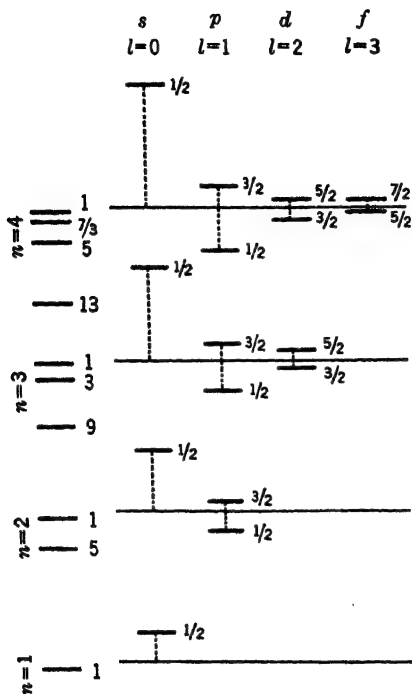 s p d f
l=0 l=1 l=2 l=3
1/2
3/2 5/2 7/2
1/2 3/2 5/2
n=4
1
7/3
5
13
1/2
3/2 5/2
1/2 3/2
n=3
1
3
9
1/2
3/2
1/2
n=2
1
5
1/2
n=1
1